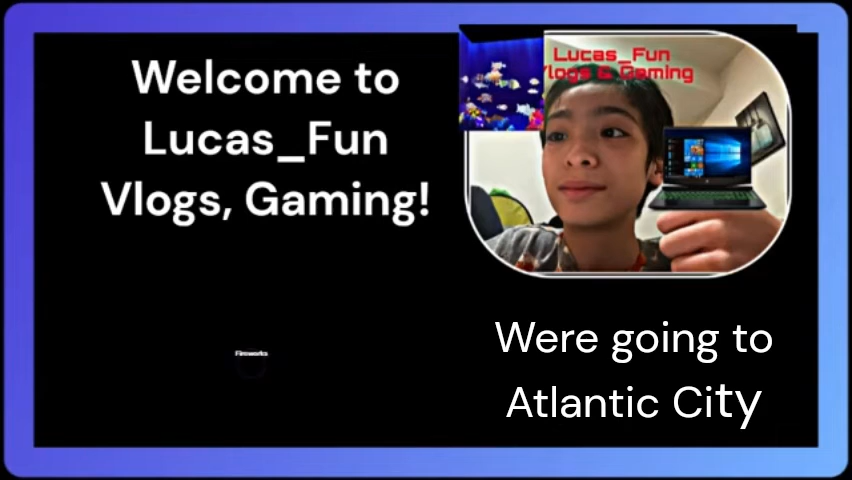 Welcome to
Lucas_Fun
Vlogs, Gaming!
Lucas_Fun
Vlogs & Gaming
Fireworks
Were going to
Atlantic City